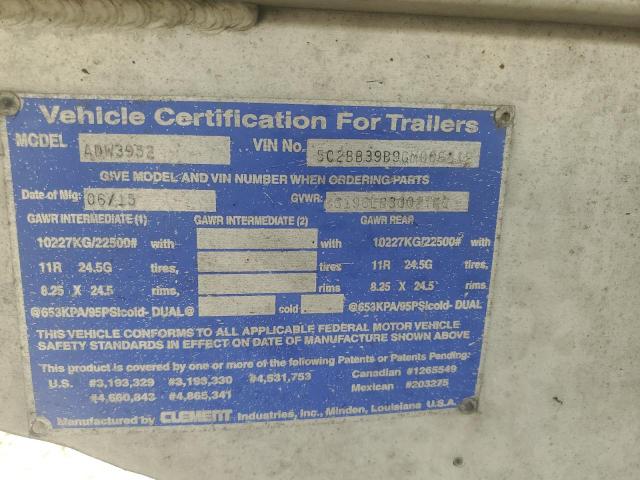 Vehicle Certification For Trailers
MODEL ADW3932 VIN No.
GIVE MODEL AND VIN NUMBER WHEN ORDERING PARTS
Date of Mfg: 06/15 GVWR:
GAWR INTERMEDIATE (1) GAWR INTERMEDIATE (2) GAWR REAR
10227KG/22500# with with 10227KG/22500# with
11R 24.5G tires, tires, 11R 24.5G tires,
8.25 X 24.5 rims rims 8.25 X 24.5 rims
@653KPA/95PSIcold- DUAL@ cold @653KPA/95PSIcold- DUAL
THIS VEHICLE CONFORMS TO ALL APPLICABLE FEDERAL MOTOR VEHICLE
SAFETY STANDARDS IN EFFECT ON DATE OF MANUFACTURE SHOWN ABOVE.
This product is covered by one or more of the following Patents or Patents Pending:
U.S. #3,193,329 #3,193,330 #4,531,753 Canadian #1265549
#4,660,843 #4,865,341 Mexican #203275
Manufactured by CLEMENT Industries, Inc., Minden, Louisiana U.S.A.